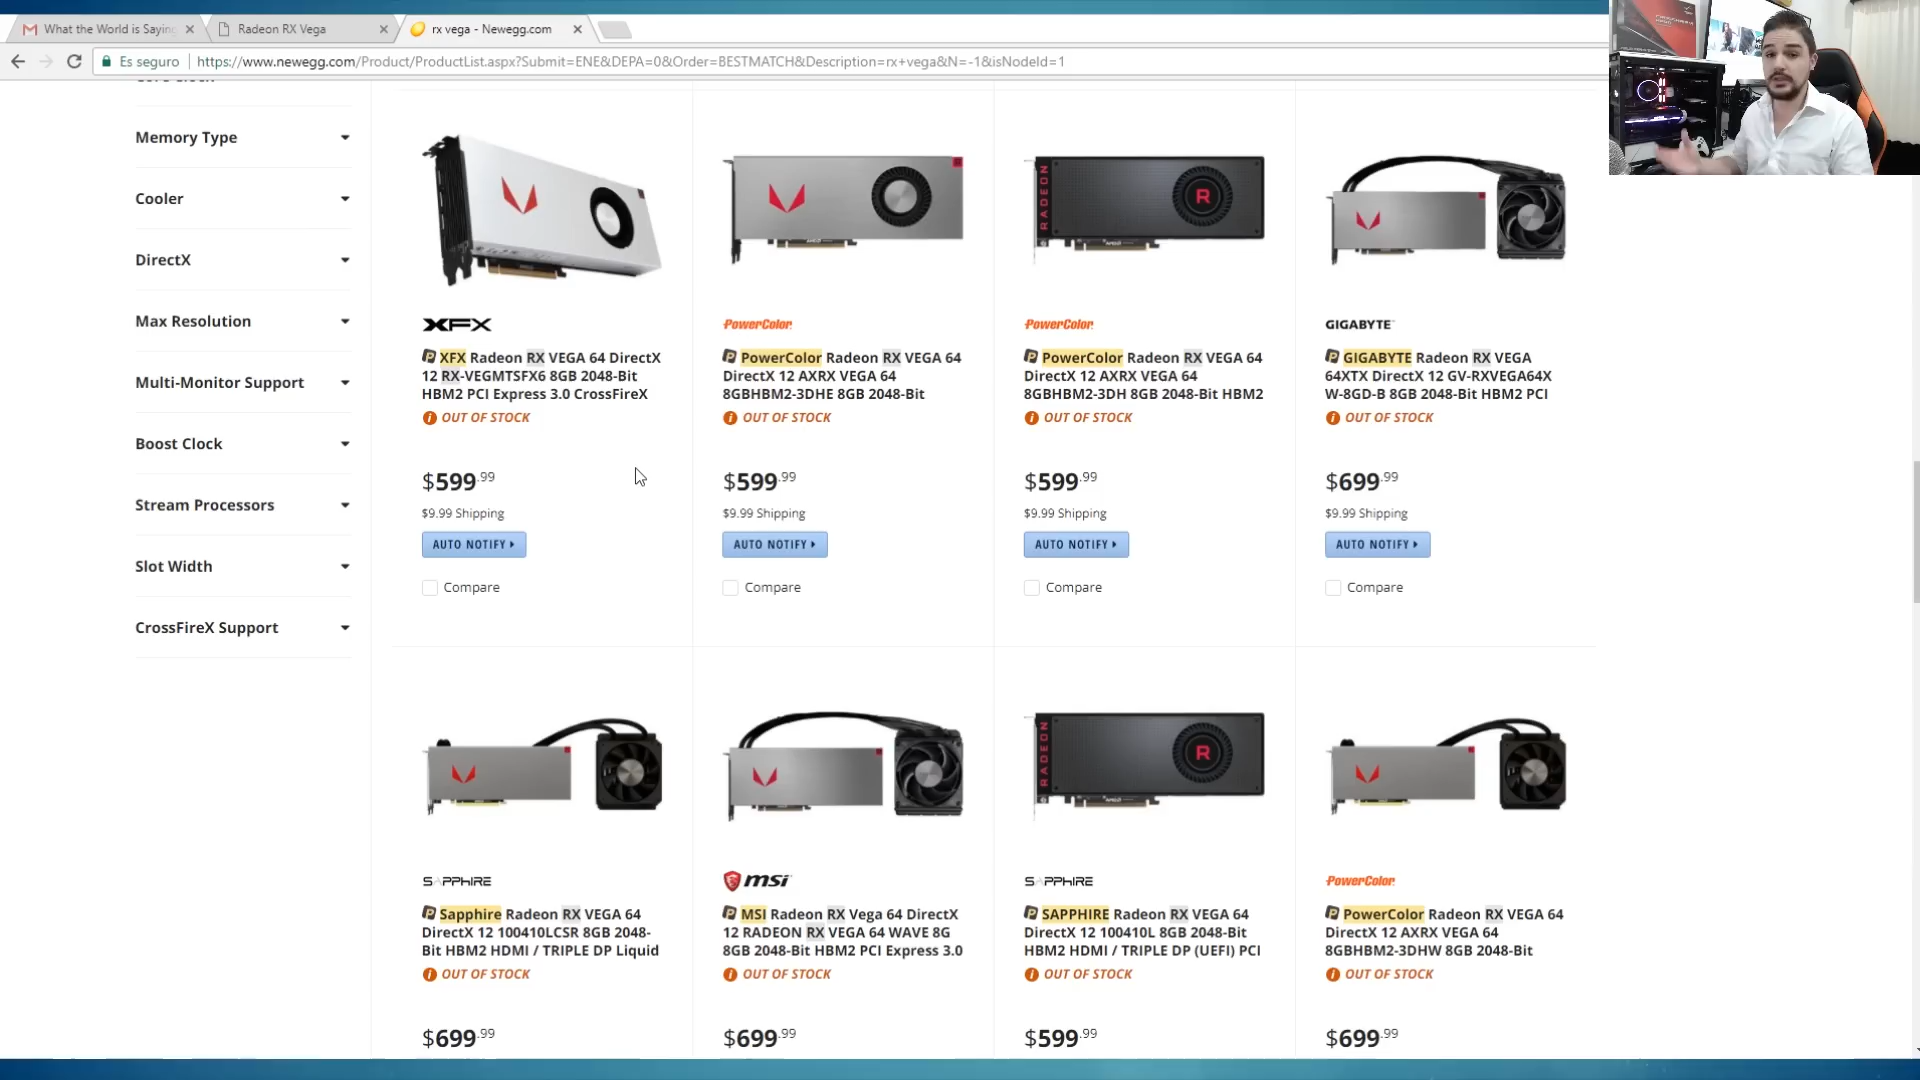 What the World is Saying
Radeon RX Vega
rx vega - Newegg.com
Es seguro
https://www.newegg.com/Product/ProductList.aspx?Submit=ENE&DEPA=0&Order=BESTMATCH&Description=rx+vega&N=-1&isNodeId=1
Memory Type
Cooler
DirectX
Max Resolution
Multi-Monitor Support
Boost Clock
Stream Processors
Slot Width
CrossFireX Support
RADEON
R
XFX
XFX Radeon RX VEGA 64 DirectX
12 RX-VEGMTSFX6 8GB 2048-Bit
HBM2 PCI Express 3.0 CrossFireX
OUT OF STOCK
$599.99
$9.99 Shipping
AUTO NOTIFY
Compare
PowerColor
PowerColor Radeon RX VEGA 64
DirectX 12 AXRX VEGA 64
8GBHBM2-3DHE 8GB 2048-Bit
OUT OF STOCK
$599.99
$9.99 Shipping
AUTO NOTIFY
Compare
PowerColor
PowerColor Radeon RX VEGA 64
DirectX 12 AXRX VEGA 64
8GBHBM2-3DH 8GB 2048-Bit HBM2
OUT OF STOCK
$599.99
$9.99 Shipping
AUTO NOTIFY
Compare
GIGABYTE
GIGABYTE Radeon RX VEGA
64XTX DirectX 12 GV-RXVEGA64X
W-8GD-B 8GB 2048-Bit HBM2 PCI
OUT OF STOCK
$699.99
$9.99 Shipping
AUTO NOTIFY
Compare
RADEON
R
SAPPHIRE
Sapphire Radeon RX VEGA 64
DirectX 12 100410LCSR 8GB 2048-
Bit HBM2 HDMI / TRIPLE DP Liquid
OUT OF STOCK
$699.99
msi
MSI Radeon RX Vega 64 DirectX
12 RADEON RX VEGA 64 WAVE 8G
8GB 2048-Bit HBM2 PCI Express 3.0
OUT OF STOCK
$699.99
SAPPHIRE
SAPPHIRE Radeon RX VEGA 64
DirectX 12 100410L 8GB 2048-Bit
HBM2 HDMI / TRIPLE DP (UEFI) PCI
OUT OF STOCK
$599.99
PowerColor
PowerColor Radeon RX VEGA 64
DirectX 12 AXRX VEGA 64
8GBHBM2-3DHW 8GB 2048-Bit
OUT OF STOCK
$699.99